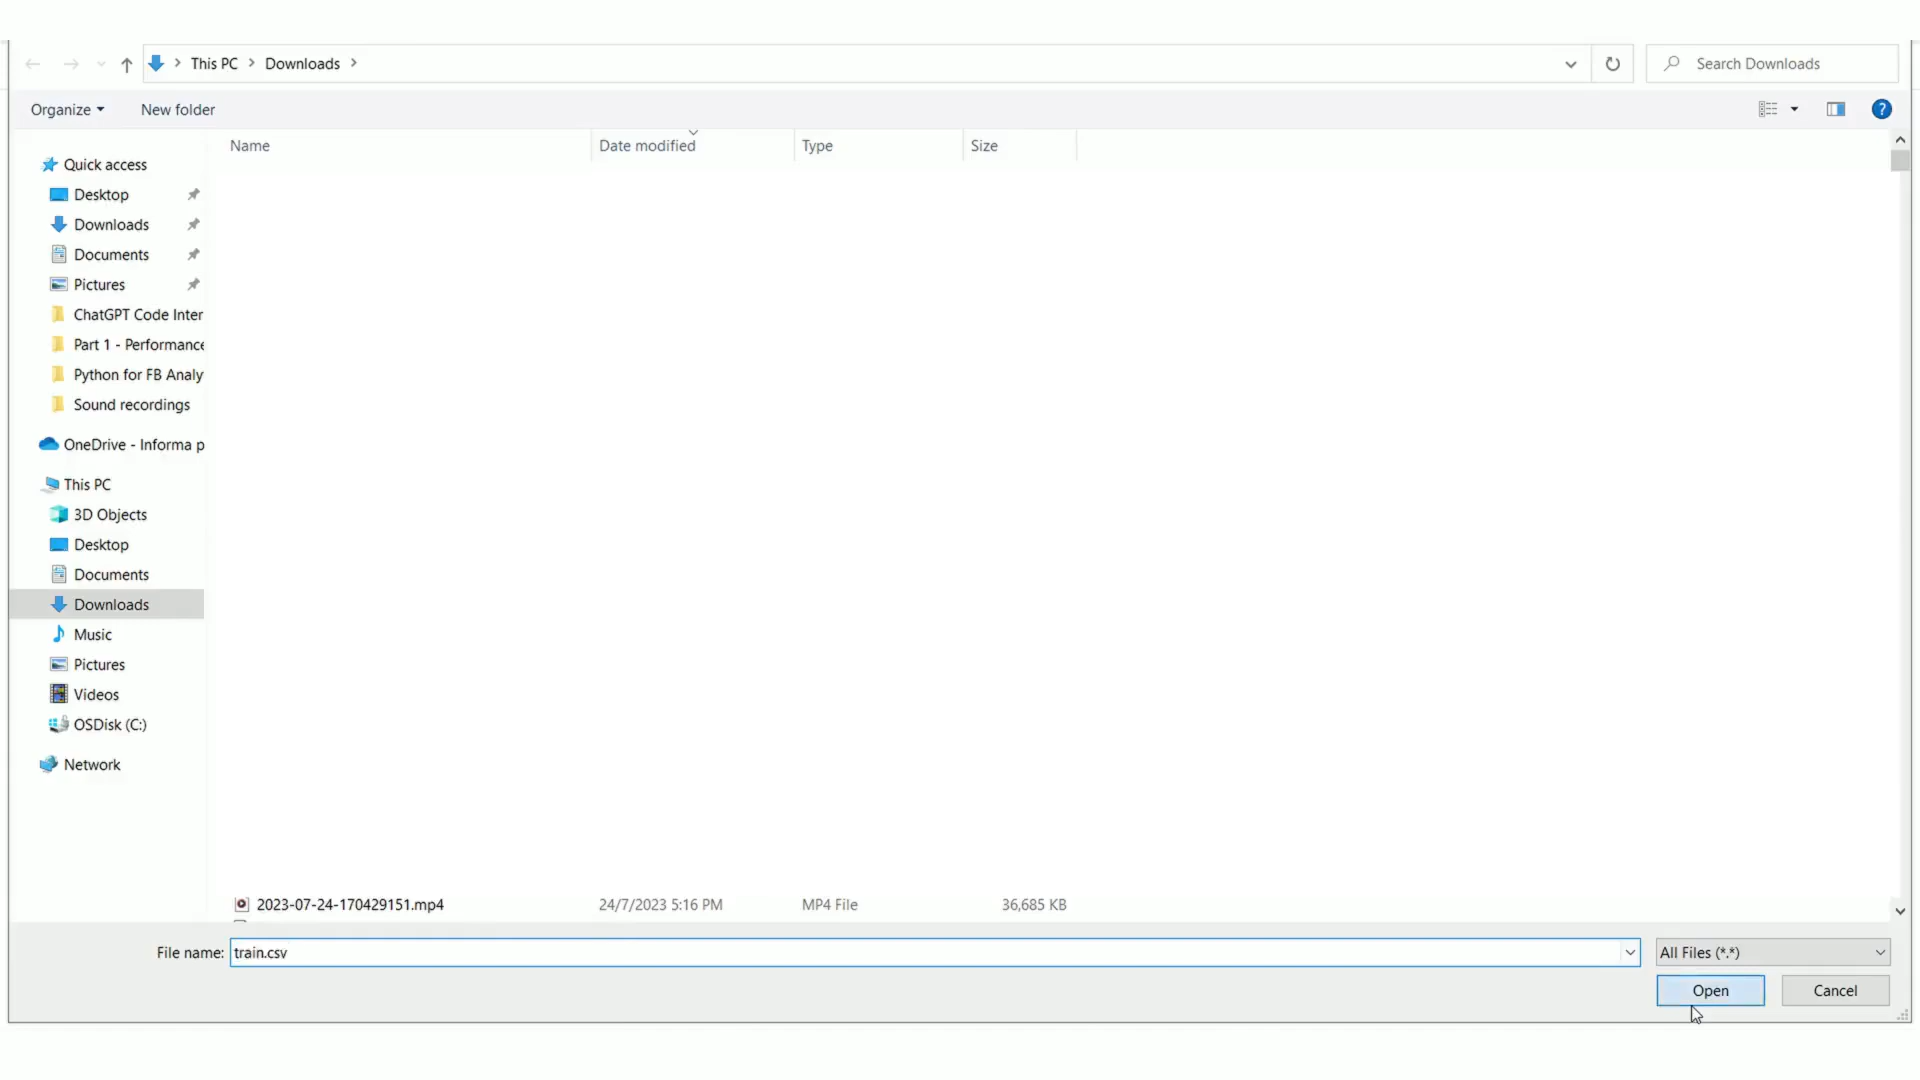 This PC > Downloads >
Search Downloads
Organize
New folder
?
Name
Date modified
Type
Size
Quick access
Desktop
Downloads
Documents
Pictures
ChatGPT Code Inter
Part 1 - Performance
Python for FB Analy
Sound recordings
OneDrive - Informa p
This PC
3D Objects
Desktop
Documents
Downloads
Music
Pictures
Videos
OSDisk (C:)
Network
2023-07-24-170429151.mp4 24/7/2023 5:16 PM MP4 File 36,685 KB
File name: train.csv
All Files (*.*)
Open
Cancel